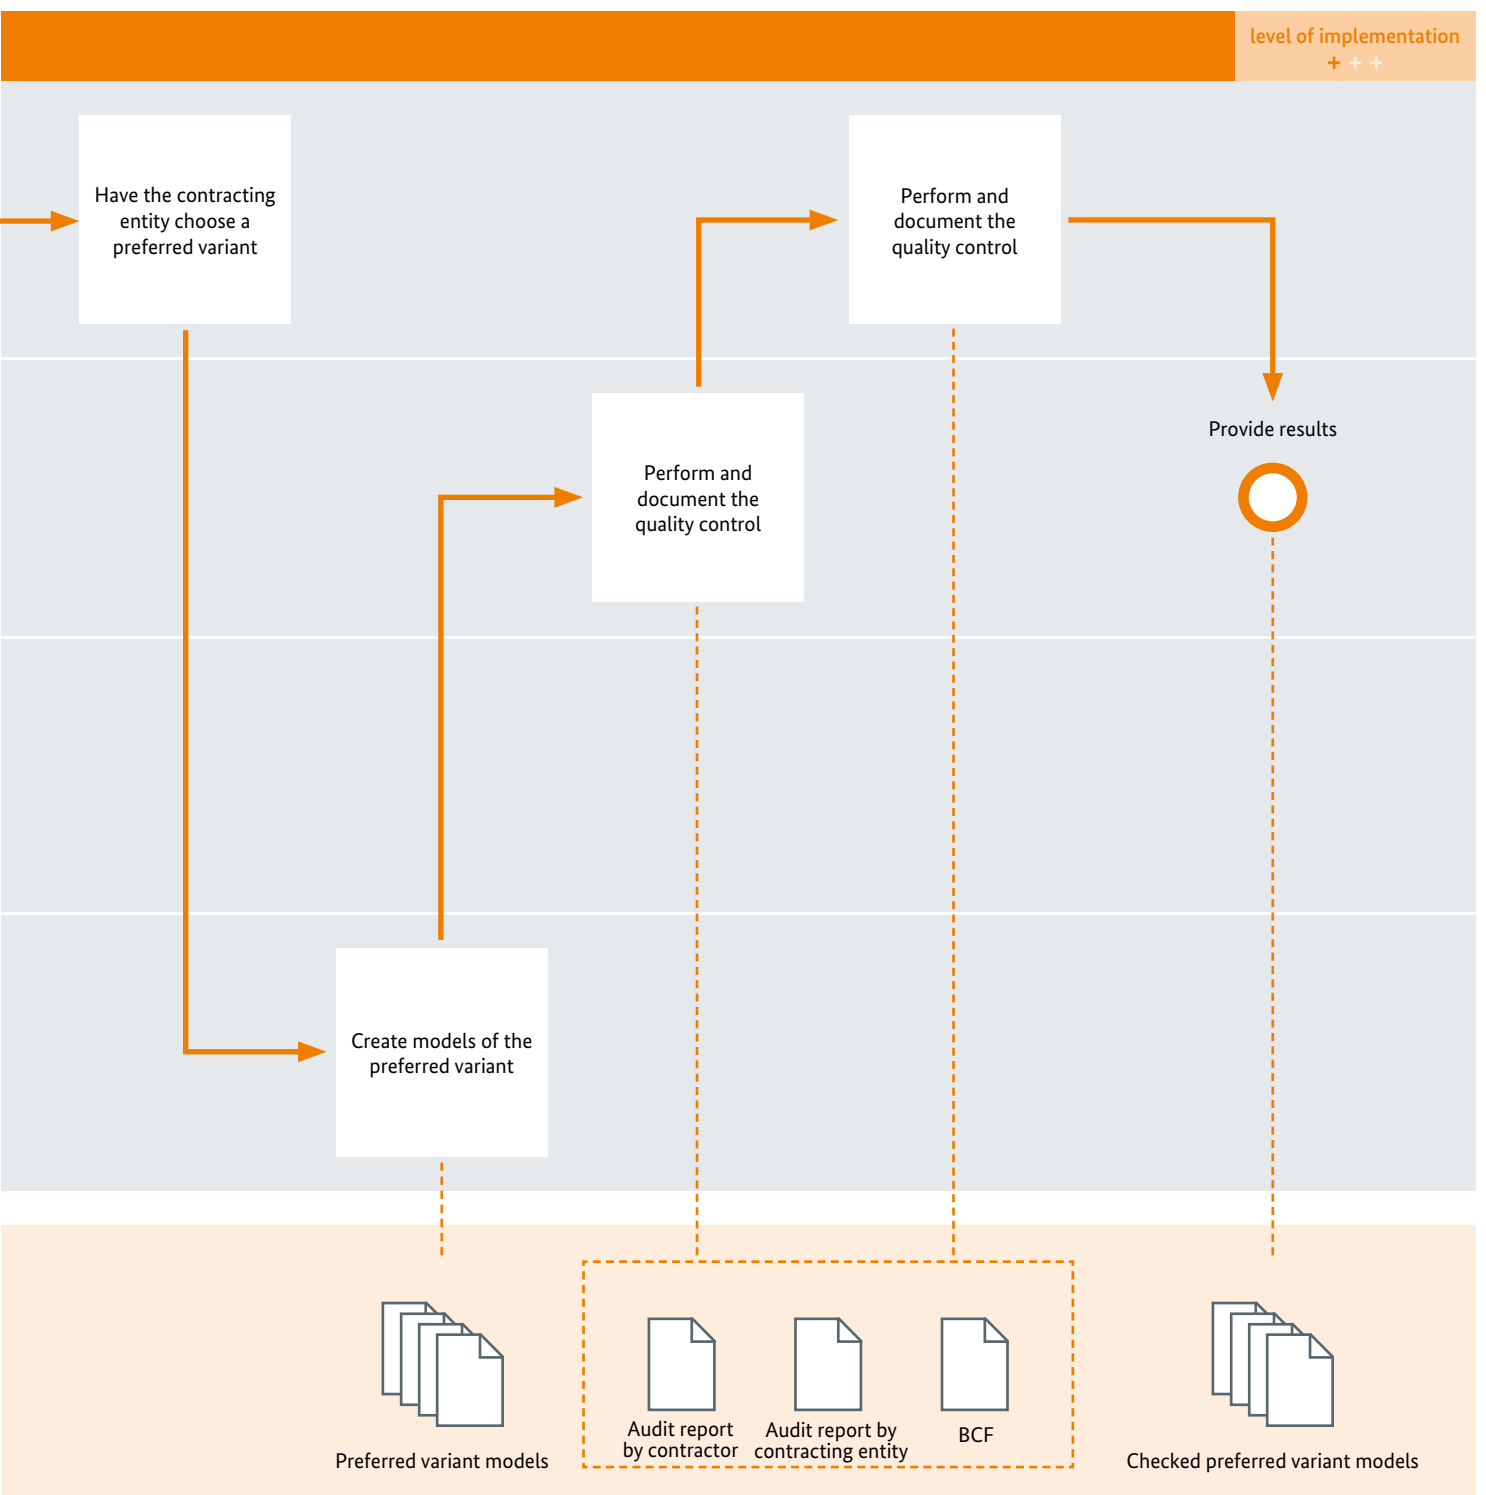 level of implementation
+ + +
Have the contracting
entity choose a
preferred variant
Perform and
document the
quality control
Provide results
Perform and
document the
quality control
Create models of the
preferred variant
Preferred variant models
Audit report
by contractor
Audit report by
contracting entity
BCF
Checked preferred variant models